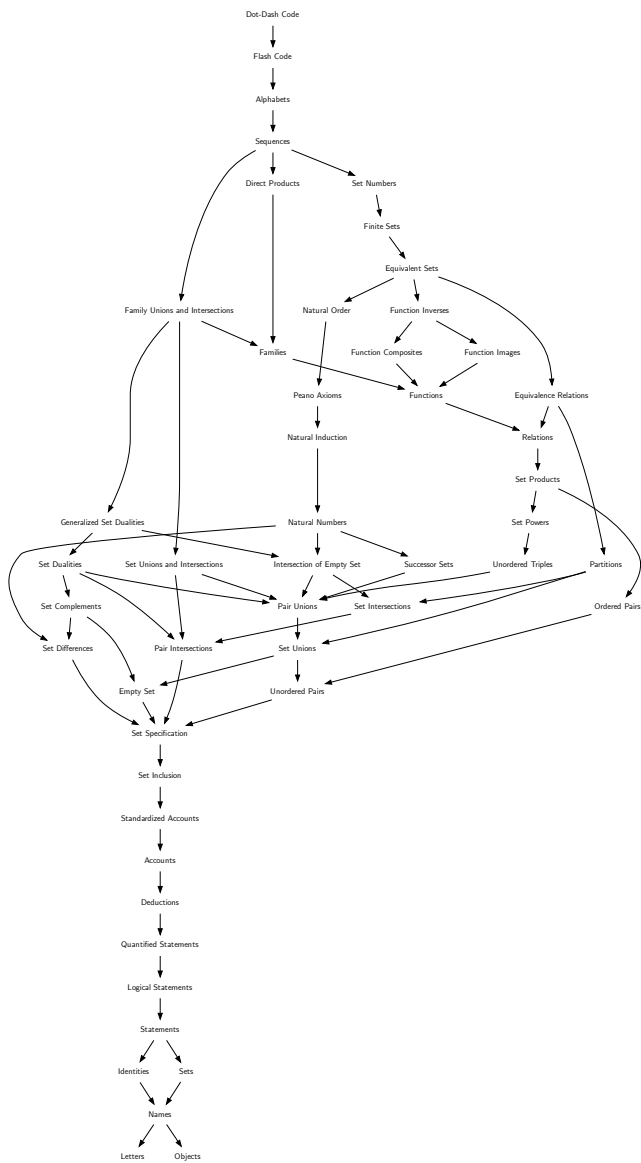 Dot-Dash Code
Flash Code
Alphabets
Sequences
Direct Products
Set Numbers
Finite Sets
Equivalent Sets
Family Unions and Intersections
Natural Order
Function Inverses
Families
Function Composites
Function Images
Peano Axioms
Functions
Equivalence Relations
Natural Induction
Relations
Set Products
Generalized Set Dualities
Natural Numbers
Set Powers
Set Dualities
Set Unions and Intersections
Intersection of Empty Set
Successor Sets
Unordered Triples
Partitions
Set Complements
Pair Unions
Set Intersections
Ordered Pairs
Set Differences
Pair Intersections
Set Unions
Empty Set
Unordered Pairs
Set Specification
Set Inclusion
Standardized Accounts
Accounts
Deductions
Quantified Statements
Logical Statements
Statements
Identities
Sets
Names
Letters
Objects